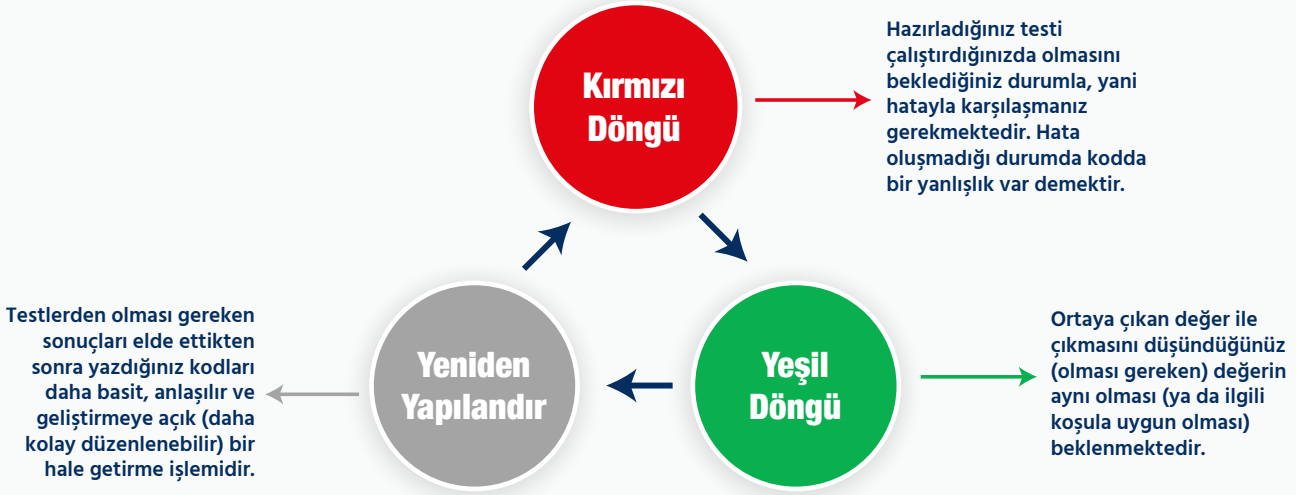 Kırmızı
Döngü
Hazırladığınız testi
çalıştırdığınızda olmasını
beklediğiniz durumla, yani
hatayla karşılaşmanız
gerekmektedir. Hata
oluşmadığı durumda kodda
bir yanlışlık var demektir.
Testlerden olması gereken
sonuçları elde ettikten
sonra yazdığınız kodları
daha basit, anlaşılır ve
geliştirmeye açık (daha
kolay düzenlenebilir) bir
hale getirme işlemidir.
Yeniden
Yapılandır
Yeşil
Döngü
Ortaya çıkan değer ile
çıkmasını düşündüğünüz
(olması gereken) değerin
aynı olması (ya da ilgili
koşula uygun olması)
beklenmektedir.